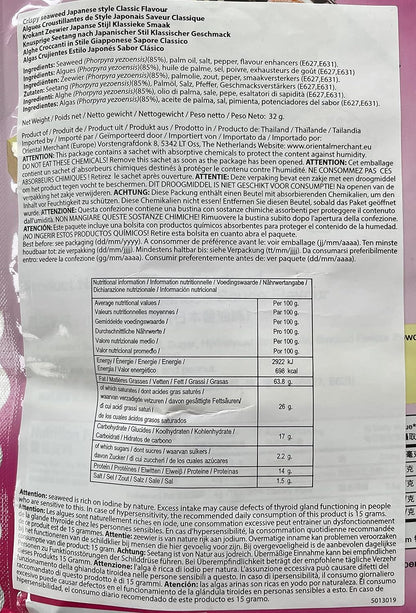 Crispy seaweed Japanese style Classic Flavour
Algues Croustillantes de Style Japonais Saveur Classique
Krokant Zeewier Japanse Stijl Klassieke Smaak
Knusprige Seetang nach Japanischer Stil Klassischer Geschmack
Alghe Croccanti in Stile Giapponese Sapore Classico
Algas Crujientes Estilo Japonés Sabor Clásico
Ingredients: Seaweed (Phorpyra yezoensis)(85%), palm oil, salt, pepper, flavour enhancers (E627,E631).
Ingrédients: Algues (Phorpyra yezoensis)(85%), huile de palme, sel, poivre, exhausteurs de goût (E627,E631).
Ingrediënten: Zeewier (Phorpyra yezoensis)(85%), palmolie, zout, peper, smaakversterkers (E627,E631).
Zutaten: Seetang (Phorpyra yezoensis)(85%), Palmöl, Salz, Pfeffer, Geschmacksverstärkers (E627,E631).
Ingredienti: Alghe (Phorpyra yezoensis)(85%), olio di palma, sale, pepe, esaltatori di sapidità (E627,E631).
Ingredientes: Algas (Porpyra yezoensis)(85%), aceite de palma, sal, pimienta, potenciadores del sabor (E627,E631).
Net Weight / Poids net / Netto gewicht / Nettogewicht / Peso netto / Peso Neto: 32 g.
Product of / Produit de / Product uit / Produkt aus / Prodotto in / Producto de: Thailand / Thaïlande / Tailandia
Imported by / Importé par / Geïmporteerd door / Importiert von / Importato da / Importado por:
Oriental Merchant (Europe) Vorstengrafdonk 8, 5342 LT Oss, The Netherlands Website: www.orientalmerchant.eu
ATTENTION: This package contains a sachet with absorptive chemicals to protect the content against humidity.
DO NOT EAT THESE CHEMICALS! Remove this sachet as soon as the package has been opened. ATTENTION: Cet emballage
contient un sachet d'absorbeurs chimiques destinés à protéger le contenu contre l'humidité. NE CONSOMMEZ PAS CES
ABSORBEURS CHIMIQUES! Retirez le sachet après ouverture. ATTENTIE: Deze verpakking bevat een zakje met een droogmiddel
om het product tegen vocht te beschermen. DIT DROOGMIDDEL IS NIET GESCHIKT VOOR CONSUMPTIE! Na openen van de
verpakking het zakje verwijderen. ACHTUNG: Diese Packung enthält einen Beutel mit absorbierenden Chemikalien, um den
Inhalt vor Feuchtigkeit zu schützen. Diese Chemikalien nicht essen! Entfernen Sie diesen Beutel, sobald das Paket geöffnet
wird. ATTENZIONE: Questa confezione contiene una bustina con sostanze chimiche assorbenti per proteggere il contenuto
dall'umidità. NON MANGIARE QUESTE SOSTANZE CHIMICHE! Rimuovere la bustina subito dopo l'apertura della confezione.
ATENCIÓN: Este paquete incluye una bolsita con productos químicos absorbentes para proteger el contenido de la humedad.
¡NO INGERIR ESTOS PRODUCTOS QUÍMICOS! Retire esta bolsita en cuanto abra el paquete.
Best before: see packaging (dd/mm/yyyy). A consommer de préférence avant le: voir emballage (jj/mm/aaaa). Ten minste
houdbaar tot: zie verpakking (dd/mm/jjjj). Mindestens haltbar bis: siehe Verpackung (tt/mm/jjjj). Da consumarsi preferibilmente
entro: vedere la confezione (gg/mm/aaaa). Consumir preferentemente antes de: ver paquete (dd/mm/aaaa).
Nutritional Information / Information nutritionnelle / Voedingswaarde / Nährwertangabe /
Dichiarazione nutrizionale / Información nutricional
Average nutritional values / Per 100 g.
Valeurs nutritionnelles moyennes / Par 100 g.
Gemiddelde voedingswaarde / Per 100 g.
Durchschnittliche Nährwerte / Pro 100 g.
Valore nutrizionale medio / Per 100 g.
Valor nutricional promedio / Por 100 g.
Energy / Énergie / Energie / Energie / 2922 kJ
Energia / Valor energético 698 kcal
Fat / Matières Grasses / Vetten / Fett / Grassi / Grasas 63.8 g.
of which saturates / dont acides gras saturés /
waarvan verzadigde vetzuren / davon gesättigte Fettsäuren/ 26 g.
di cui acidi grassi saturi /
de los cuales ácidos grasos saturados
Carbohydrate / Glucides / Koolhydraten / Kohlenhydrate / 17 g.
Carboidrati / Hidratos de carbono
of which sugars / dont sucres / waarvan suikers / 2.2 g.
davon Zucker / di cui zuccheri / de los cuales azúcares
Protein / Protéines / Eiwitten / Eiweiß / Proteine / Proteínas 14 g.
Salt / Sel / Zout / Salz / Sale / Sal 1.5 g.
Attention: seaweed is rich on iodine by nature. Excess intake may cause defects of thyroid gland functioning in people
who are sensitive to this. In case of hypersensitivity, the recommended daily consumption of this product is 15 grams.
Attention: Les algues sont naturellement riches en iode, une consommation excessive peut entraîner un dysfonctionnement
de la glande thyroïde chez les personnes sensibles. En cas d'hypersensibilité, la consommation quotidienne recommandée
de ce produit est de 15 grammes. Attentie: zeewier is van nature rijk aan jodium. Overmatige inname kan problemen veroorzaken
functioneren van de schildklier bij mensen die hier gevoelig voor zijn. Bij overgevoeligheid is de aanbevolen dagelijkse
consumptie van dit product: 15 gram. Achtung: Seetang ist von Natur aus jodreich. Übermäßige Einnahme kann bei empfindlichen
dieses Produkts 15 Gramm. Attenzione: l'alga è ricca di iodio per natura. L'assunzione eccessiva può causare difetti del
funzionamento della ghiandola tiroidea nelle persone sensibili a questo. In caso di ipersensibilità, il consumo giornaliero
raccomandato di questo prodotto è di 15 grammi. Atención: las algas arinas son ricas en yodo por naturaleza. El consumo
excesivo puede causar defectos en el funcionamiento de la glándula tiroides en personas sensibles a esto. En caso de
hipersensibilidad, el consumo diario recomendado de este producto es 15 gramos.
5013019